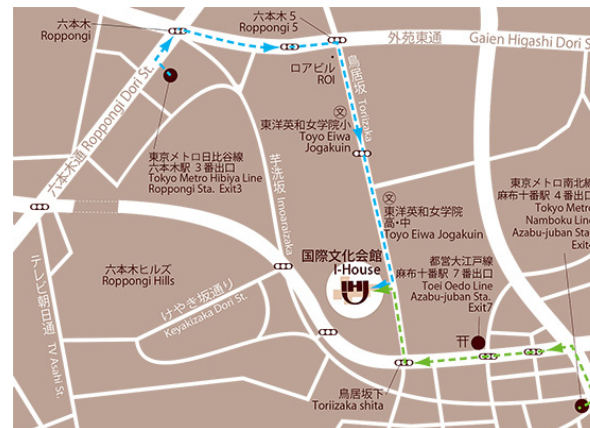 六本木
Roppongi
六本木 5
Roppongi 5
外苑東通
Gaien Higashi Dori S
ロアビル
ROI
鳥居坂 Toriizaka
文
東洋英和女学院小
Toyo Eiwa
Jogakuin
六本木通 Roppongi Dori St.
東京メトロ日比谷線
六本木駅 3 番出口
Tokyo Metro Hibiya Line
Roppongi Sta. Exit3
芋洗坂 Imoaraizaka
文
東洋英和女学院
高・中
Toyo Eiwa Jogakuin
東京メトロ南北線
麻布十番駅 4 番出口
Tokyo Metro
Namboku Line
Azabu-juban Sta.
Exit4
国際文化会館
I-House
IHJ
都営大江戸線
麻布十番駅 7 番出口
Toei Oedo Line
Azabu-juban Sta.
Exit7
六本木ヒルズ
Roppongi Hills
けやき坂通り
Keyakizaka Dori St.
テレビ朝日通 TV Asahi St.
鳥居坂下
Toriizaka shita